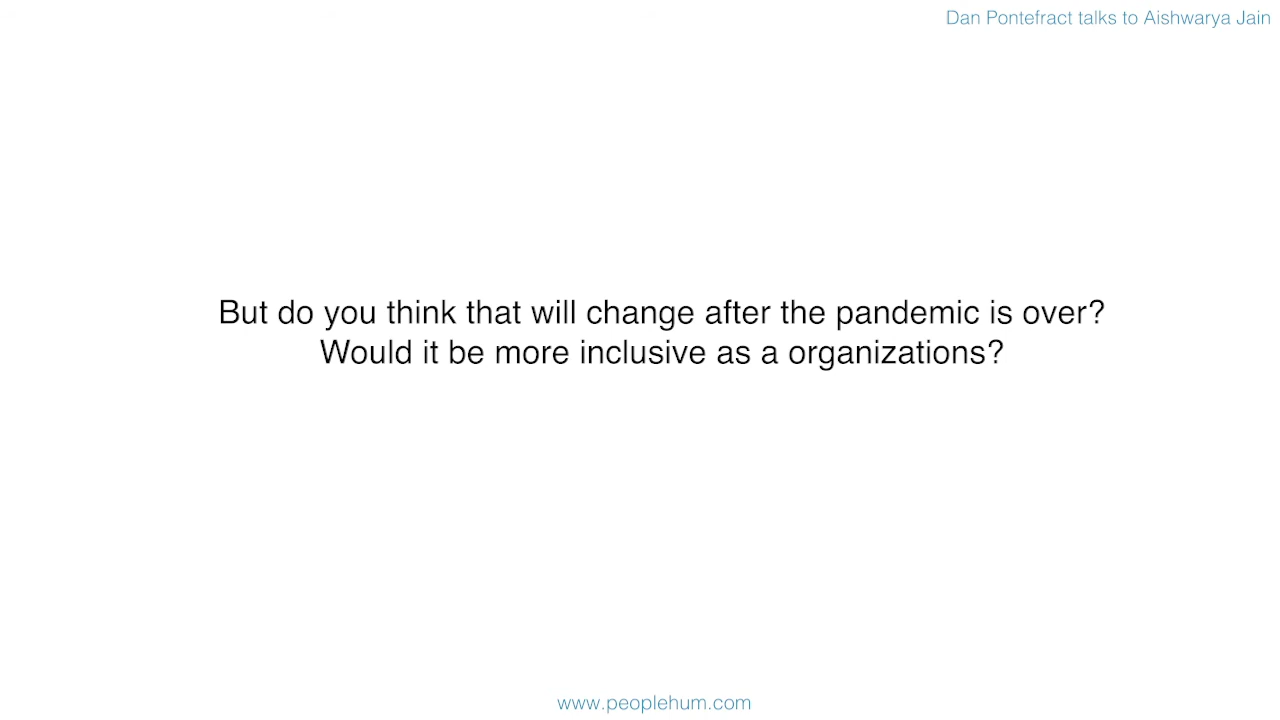 Dan Pontefract talks to Aishwarya Jain
But do you think that will change after the pandemic is over?
Would it be more inclusive as a organizations?
www.peoplehum.com